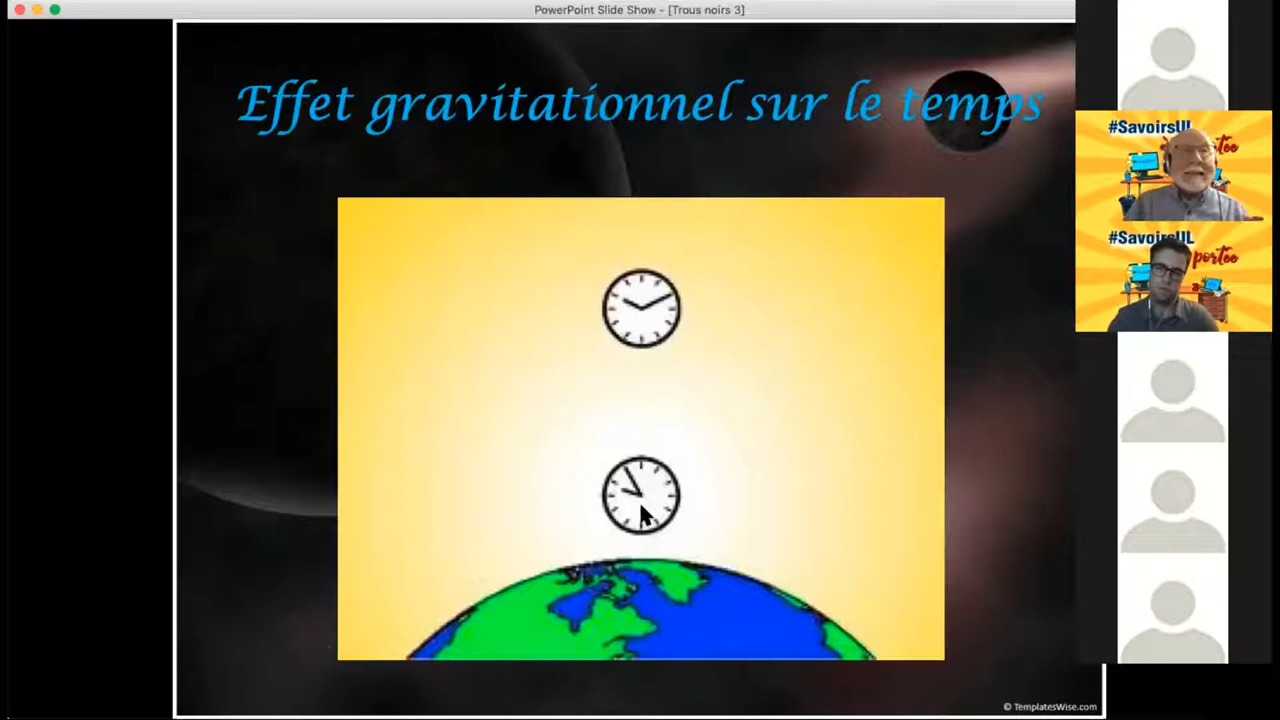 PowerPoint Slide Show - [Trous noirs 3]
Effet gravitationnel sur le temps
#SavoirsUL
#SavoirsUL
portée
© TemplatesWise.com